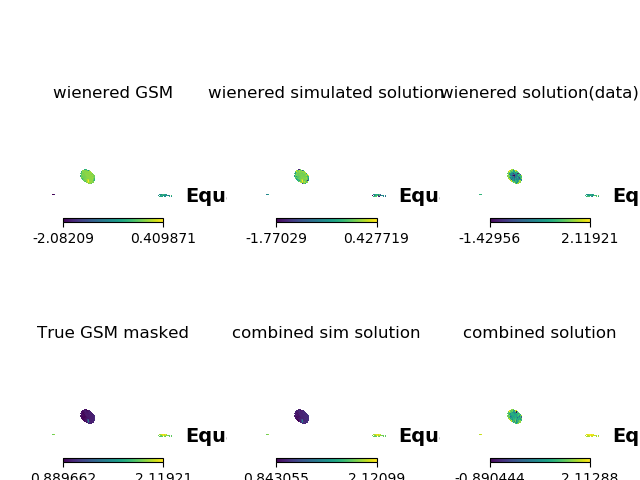 wienered GSM
wienered simulated solution
wienered solution(data)
Equ
Equ
Eq
-2.08209 0.409871
-1.77029 0.427719
-1.42956 2.11921
True GSM masked
combined sim solution
combined solution
Equ
Equ
Eq
0.889662 2.11921
0.843055 2.12099
-0.890444 2.11288